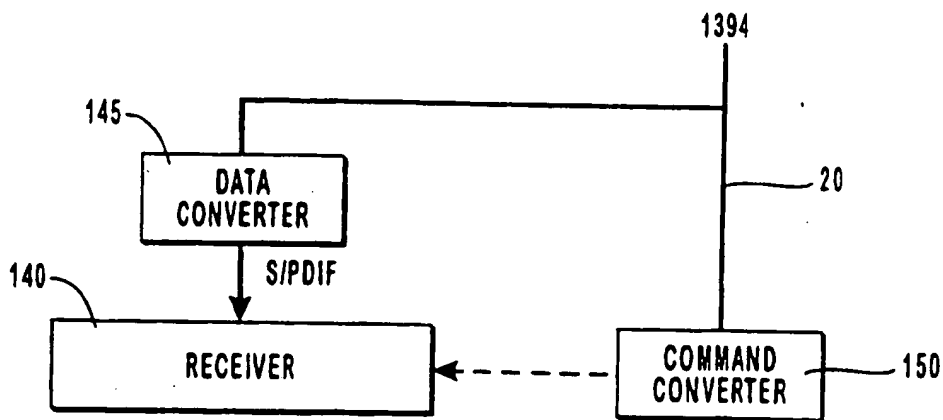 1394
145
DATA
CONVERTER
20
S/PDIF
140
RECEIVER
COMMAND
CONVERTER
150